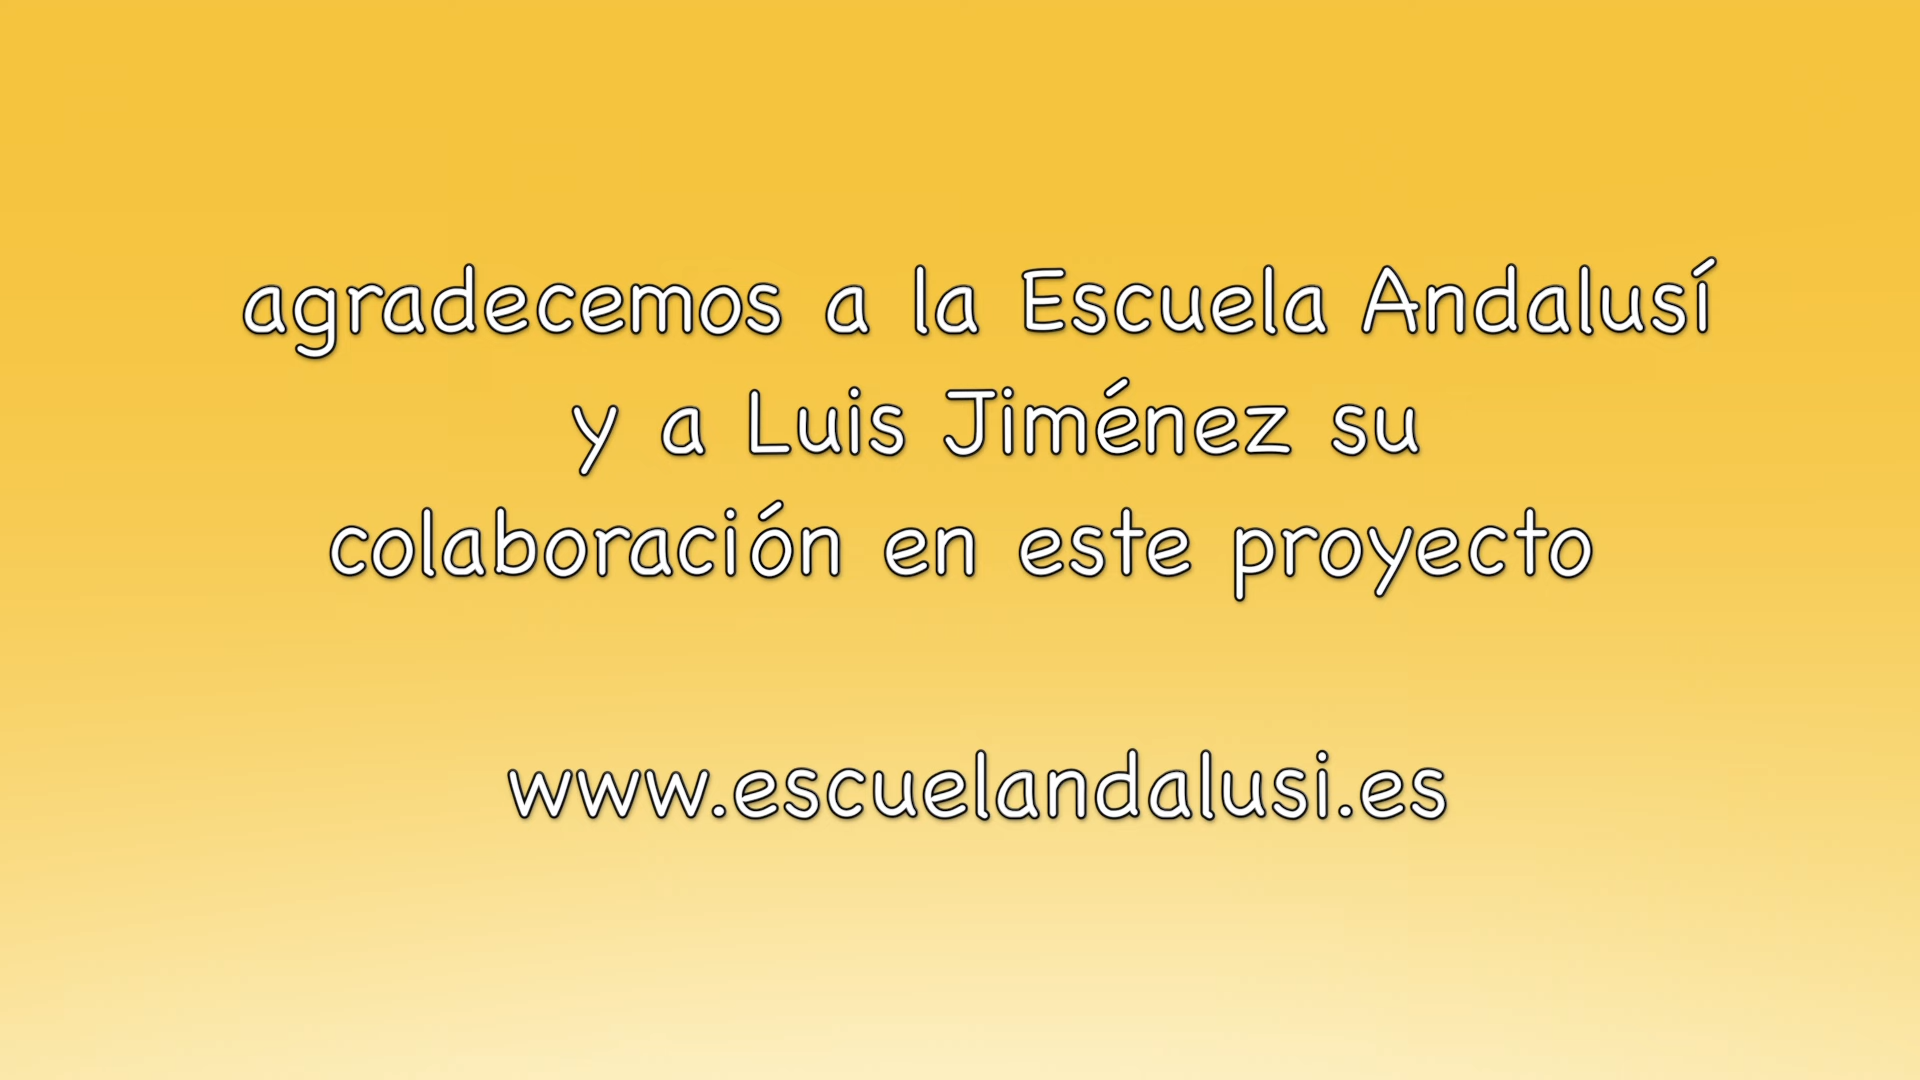 agradecemos a la Escuela Andalusí
y a Luis Jiménez su
colaboración en este proyecto
www.escuelandalusi.es